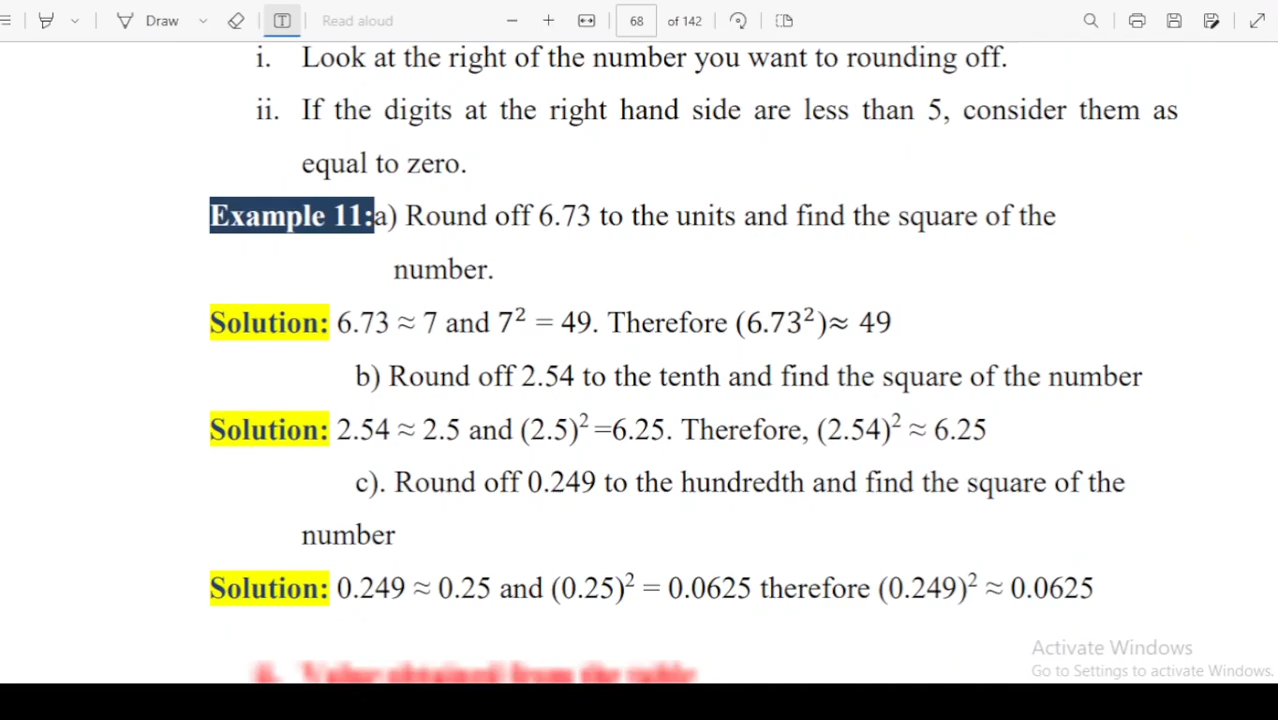 Draw
Read aloud
68 of 142
i. Look at the right of the number you want to rounding off.
ii. If the digits at the right hand side are less than 5, consider them as
equal to zero.
Example 11:a) Round off 6.73 to the units and find the square of the
number.
Solution: 6.73 ≈ 7 and 7² = 49. Therefore (6.73²)≈ 49
b) Round off 2.54 to the tenth and find the square of the number
Solution: 2.54 ≈ 2.5 and (2.5)² =6.25. Therefore, (2.54)² ≈ 6.25
c). Round off 0.249 to the hundredth and find the square of the
number
Solution: 0.249 ≈ 0.25 and (0.25)² = 0.0625 therefore (0.249)² ≈ 0.0625
Value obtained from the table
Activate Windows
Go to Settings to activate Windows.